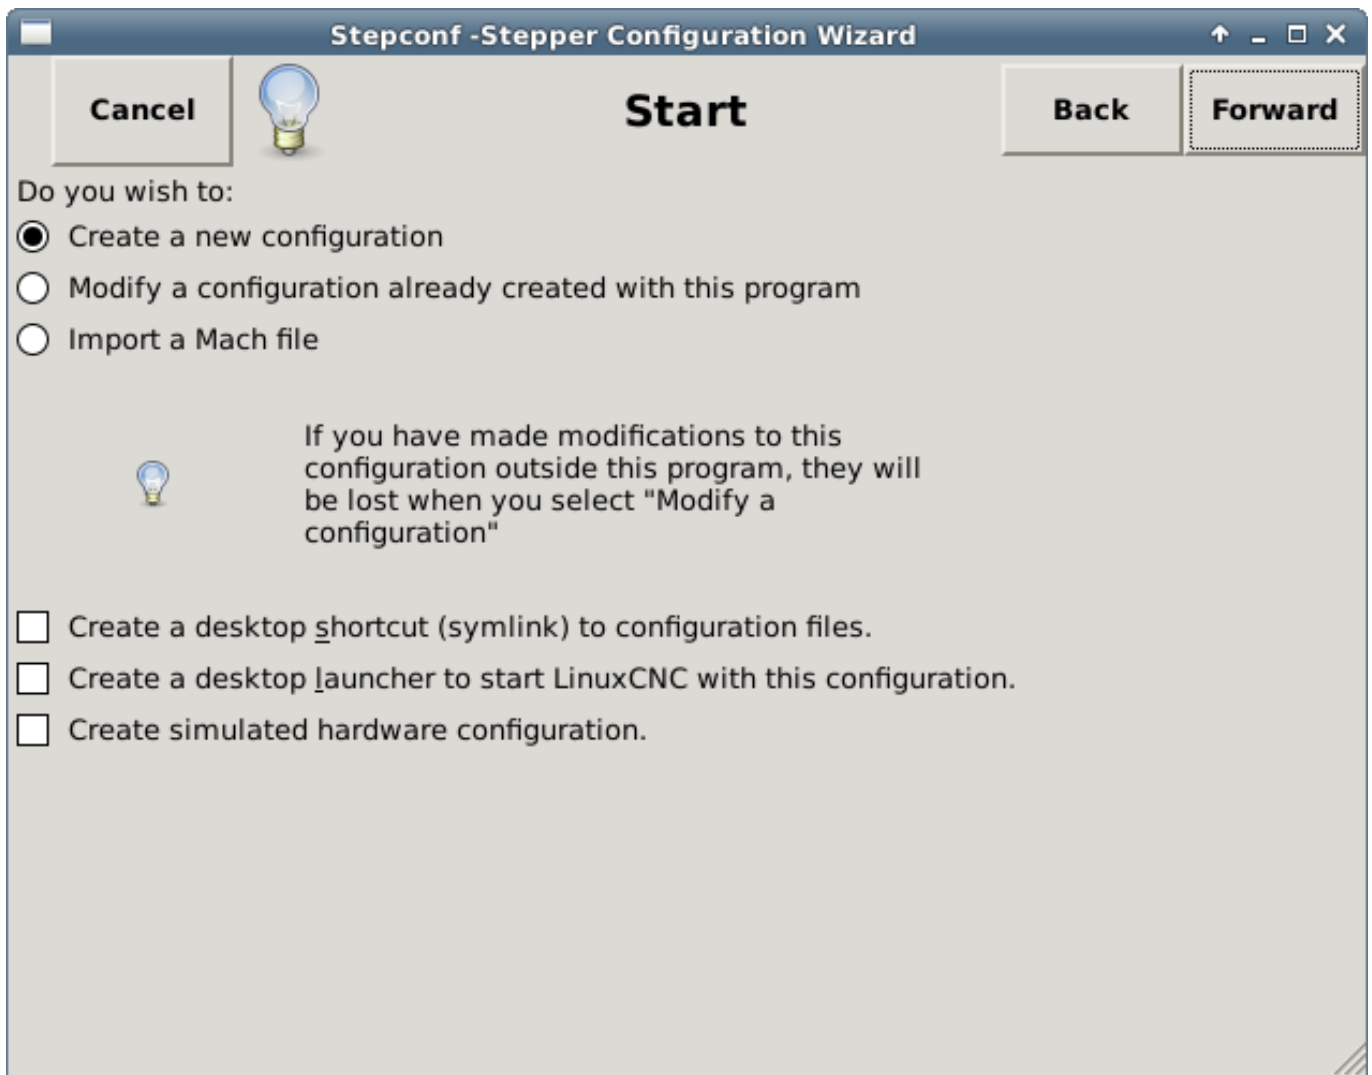 Stepconf -Stepper Configuration Wizard
Cancel
Start
Back
Forward
Do you wish to:
Create a new configuration
Modify a configuration already created with this program
Import a Mach file
If you have made modifications to this
configuration outside this program, they will
be lost when you select "Modify a
configuration"
Create a desktop shortcut (symlink) to configuration files.
Create a desktop launcher to start LinuxCNC with this configuration.
Create simulated hardware configuration.